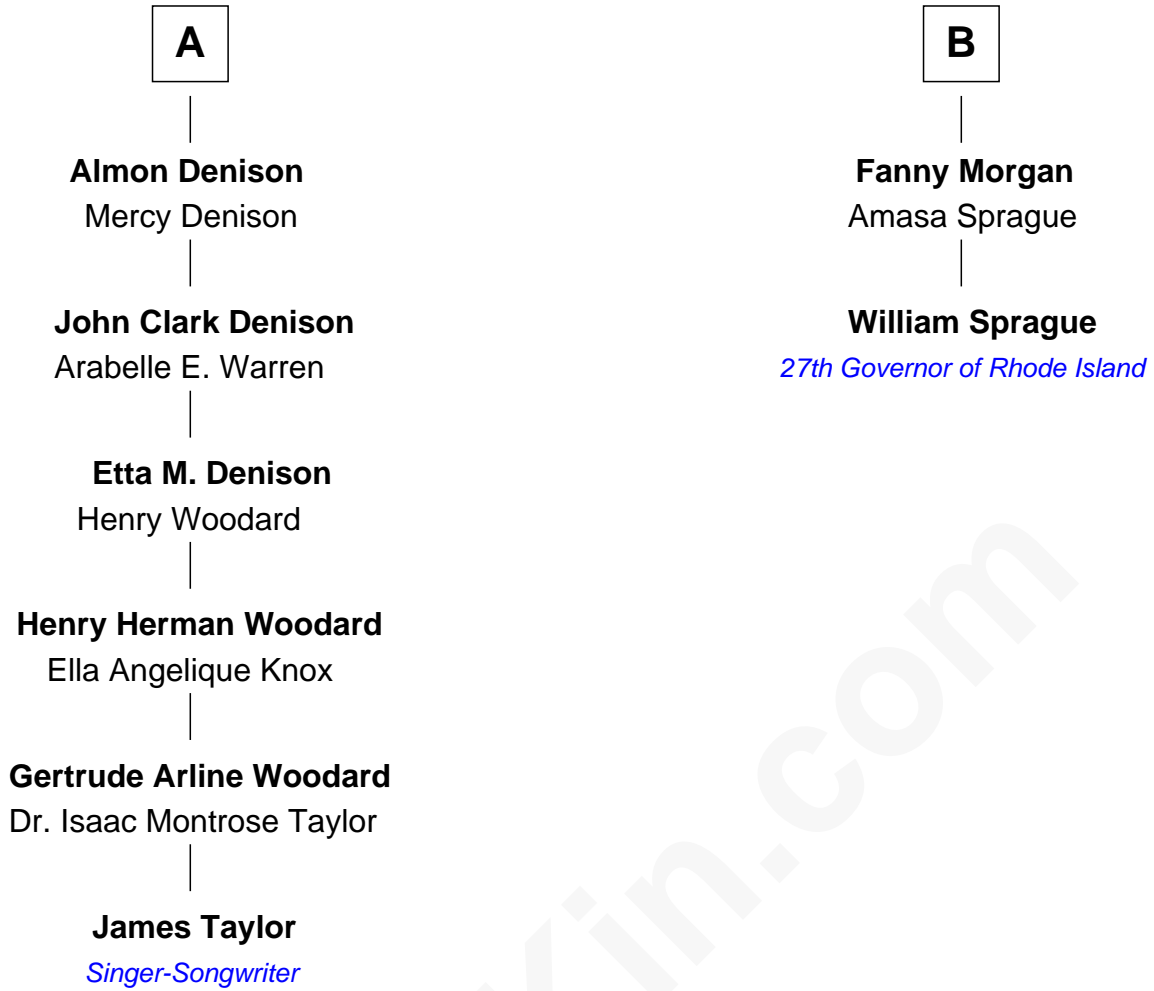 A
Almon Denison
Mercy Denison
John Clark Denison
Arabelle E. Warren
Etta M. Denison
Henry Woodard
Henry Herman Woodard
Ella Angelique Knox
Gertrude Arline Woodard
Dr. Isaac Montrose Taylor
James Taylor
Singer-Songwriter
B
Fanny Morgan
Amasa Sprague
William Sprague
27th Governor of Rhode Island
Kin.com